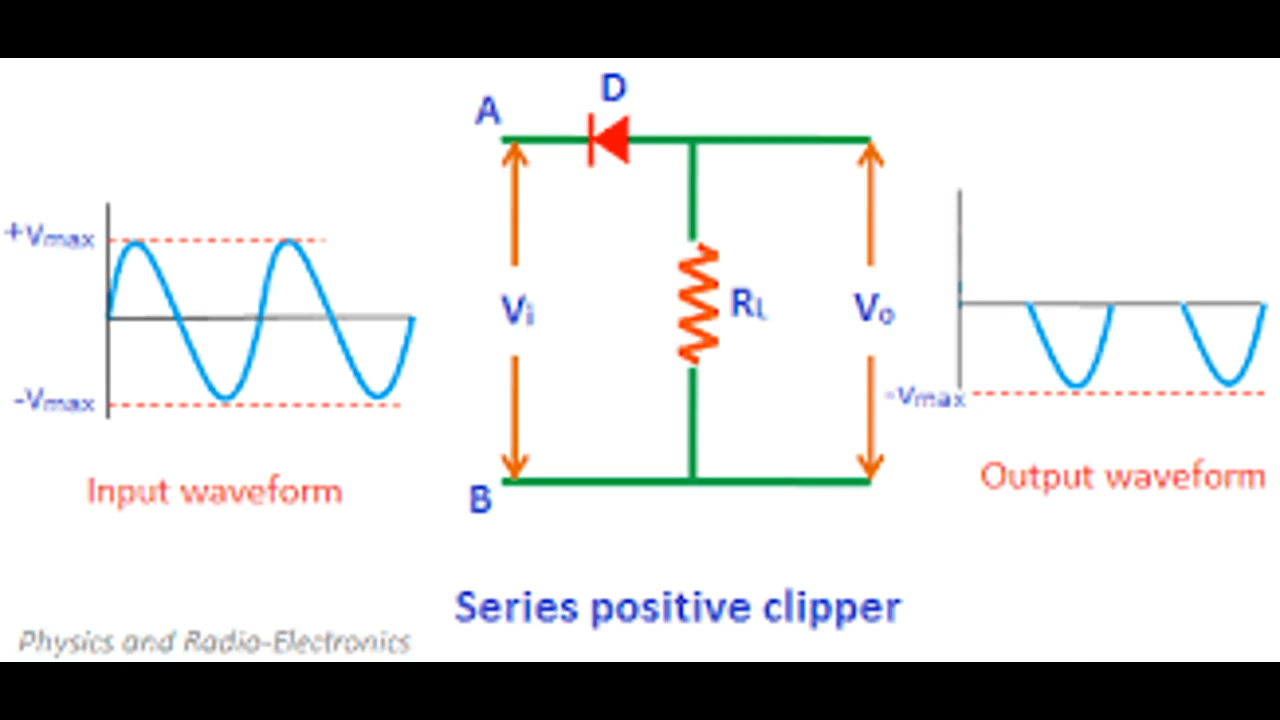 D
A
+Vmax
Vi
RL
Vo
-Vmax
-Vmax
Input waveform
Output waveform
B
Series positive clipper
Physics and Radio-Electronics